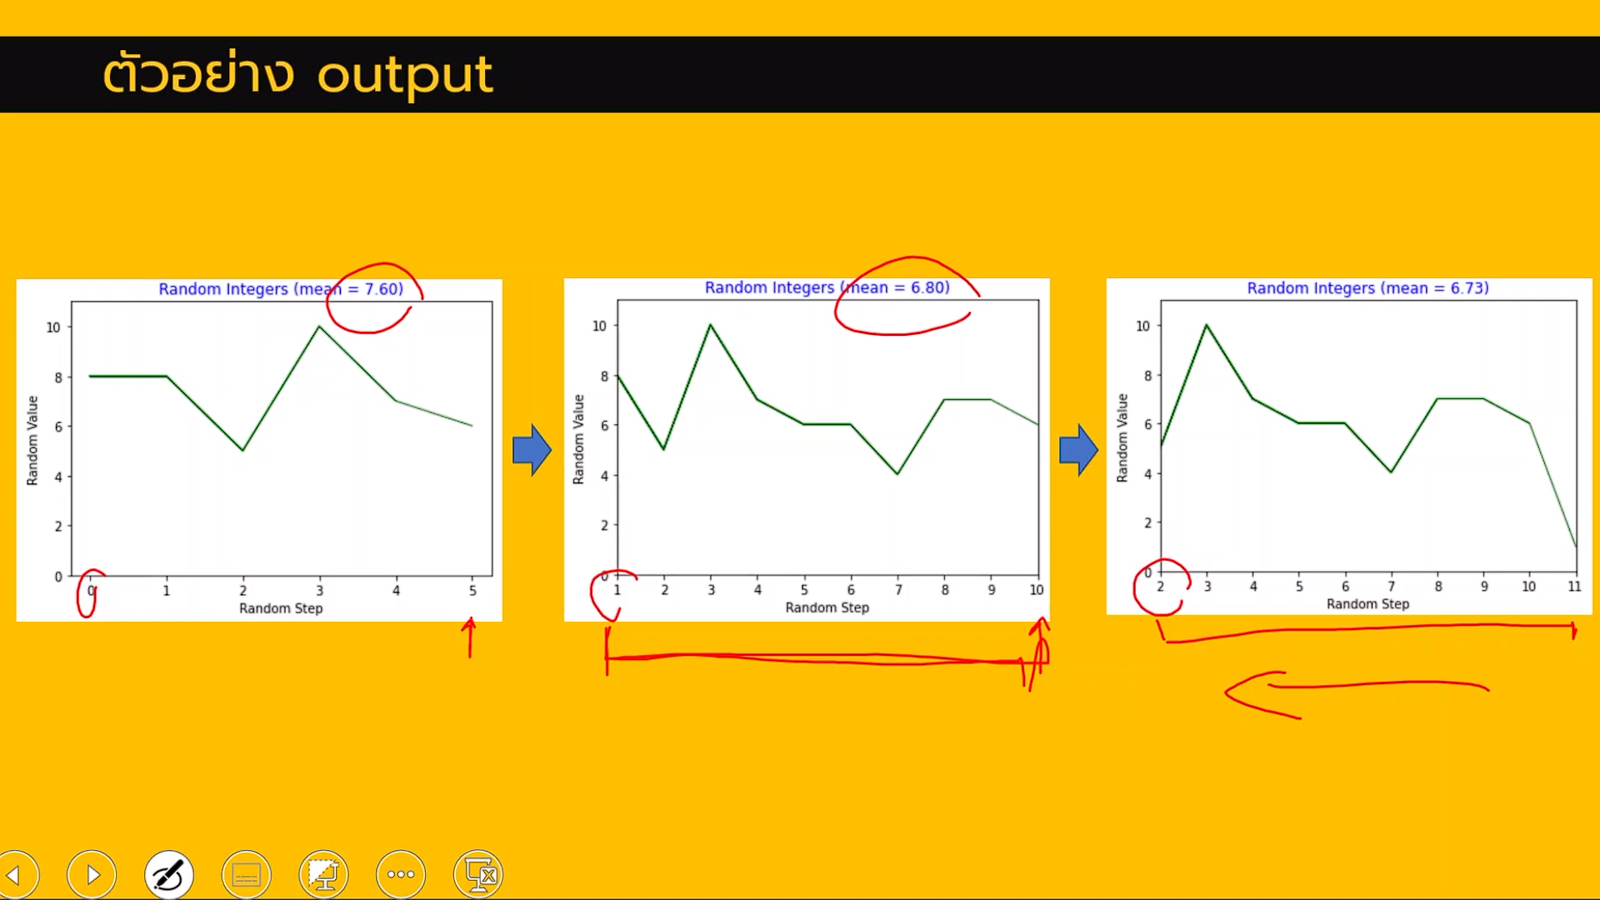 ตัวอย่าง output
Random Integers (mean = 7.60)
Random Value
10
8
6
4
2
0
0 1 2 3 4 5
Random Step
Random Integers (mean = 6.80)
Random Value
10
8
6
4
2
0
1 2 3 4 5 6 7 8 9 10
Random Step
Random Integers (mean = 6.73)
Random Value
10
8
6
4
2
0
2 3 4 5 6 7 8 9 10 11
Random Step